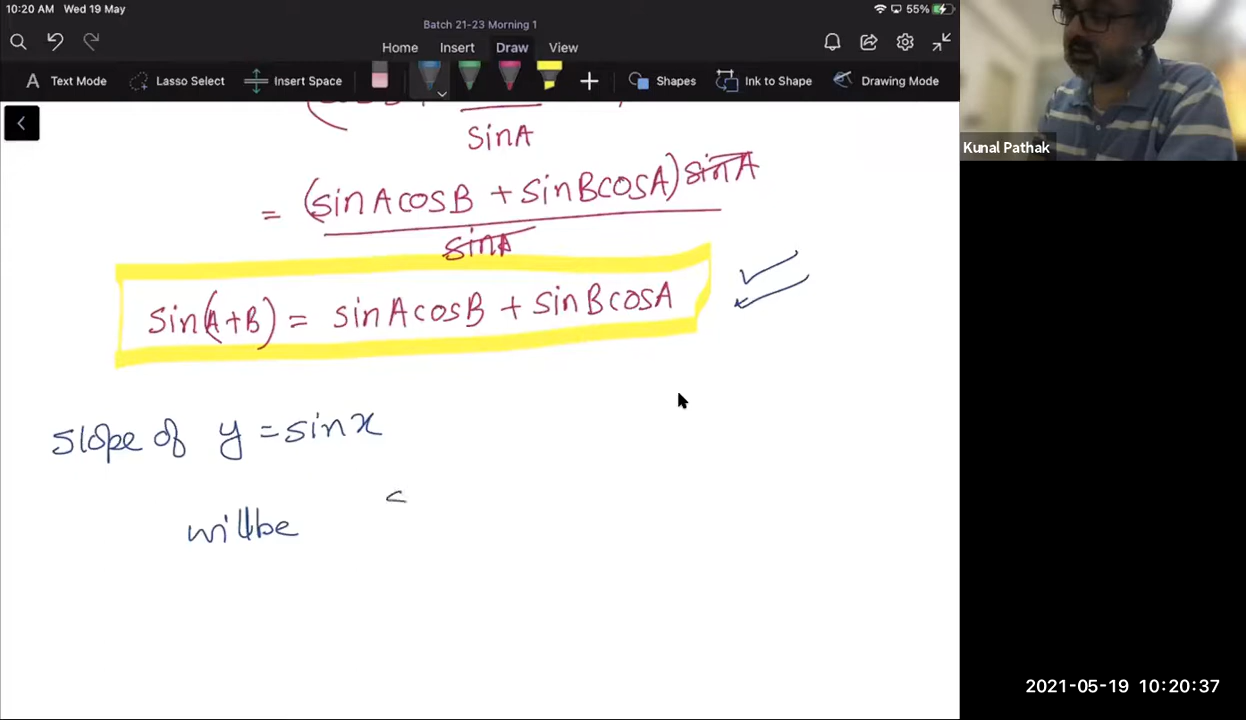 10:20 AM Wed 19 May
55%
Batch 21-23 Morning 1
Home Insert Draw View
Text Mode Lasso Select Insert Space Shapes Ink to Shape Drawing Mode
sinA
= (sinAcosB + sinBcosA) sinA
sinA
sin(A+B) = sinAcosB + sinBcosA
slope of y = sinx
will be
Kunal Pathak
2021-05-19 10:20:37